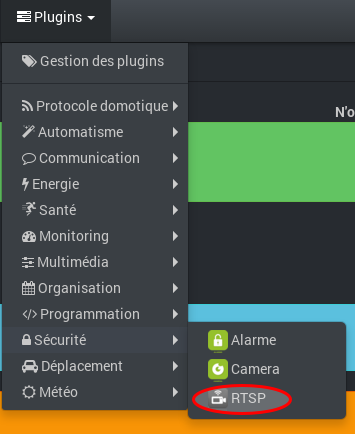 Plugins
Gestion des plugins
N'o
Protocole domotique
Automatisme
Communication
Energie
Santé
Monitoring
Multimédia
Organisation
Programmation
Sécurité
Déplacement
Météo
Alarme
Camera
RTSP